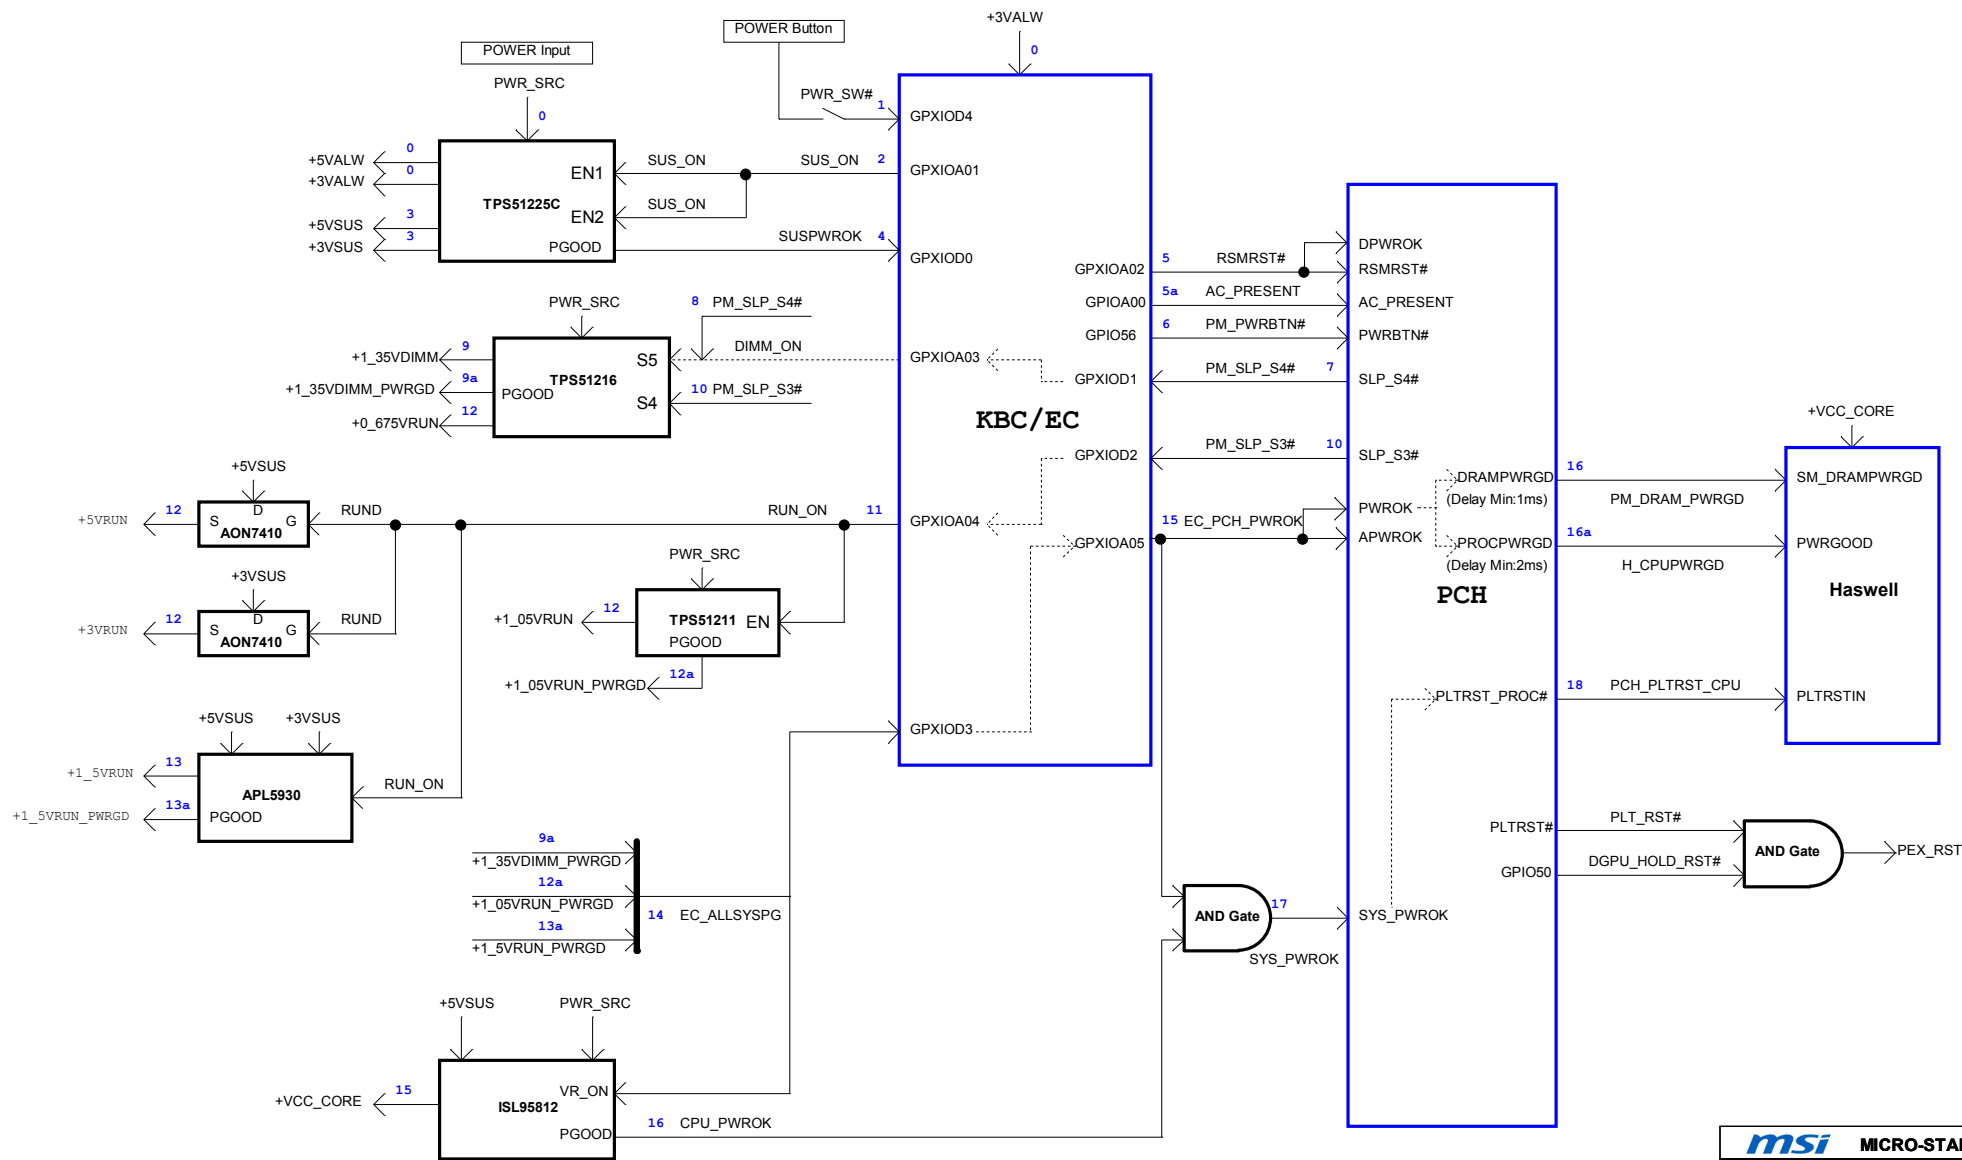 +3VALW
0
POWER Button
POWER Input
PWR_SRC
0
PWR_SW#
1
GPXIOD4
+5VALW
0
+3VALW
0
+5VSUS
3
+3VSUS
3
TPS51225C
EN1
EN2
PGOOD
SUS_ON
SUS_ON
2
GPXIOA01
SUS_ON
SUSPWROK
4
GPXIOD0
PWR_SRC
8
PM_SLP_S4#
DIMM_ON
GPXIOA03
+1_35VDIMM
9
+1_35VDIMM_PWRGD
9a
+0_675VRUN
12
TPS51216
S5
PGOOD
S4
10
PM_SLP_S3#
KBC/EC
GPXIOA02
5
RSMRST#
DPWROK
RSMRST#
GPIOA00
5a
AC_PRESENT
AC_PRESENT
GPIO56
6
PM_PWRBTN#
PWRBTN#
GPXIOD1
PM_SLP_S4#
7
SLP_S4#
GPXIOD2
PM_SLP_S3#
10
SLP_S3#
GPXIOA05
15
EC_PCH_PWROK
PWROK
APWROK
DRAMPWRGD
(Delay Min:1ms)
PROCPWRGD
(Delay Min:2ms)
PCH
16
PM_DRAM_PWRGD
16a
H_CPUPWRGD
+VCC_CORE
SM_DRAMPWRGD
PWRGOOD
Haswell
PLTRSTIN
PLTRST_PROC#
18
PCH_PLTRST_CPU
+5VSUS
+5VRUN
12
S
D
G
AON7410
RUND
RUN_ON
11
GPXIOA04
+3VSUS
+3VRUN
12
S
D
G
AON7410
RUND
PWR_SRC
+1_05VRUN
12
TPS51211
EN
PGOOD
12a
+1_05VRUN_PWRGD
+5VSUS
+3VSUS
+1_5VRUN
13
13a
+1_5VRUN_PWRGD
APL5930
PGOOD
RUN_ON
GPXIOD3
9a
+1_35VDIMM_PWRGD
12a
+1_05VRUN_PWRGD
13a
+1_5VRUN_PWRGD
14
EC_ALLSYSPG
AND Gate
17
SYS_PWROK
SYS_PWROK
PLTRST#
PLT_RST#
GPIO50
DGPU_HOLD_RST#
AND Gate
PEX_RST
+5VSUS
PWR_SRC
+VCC_CORE
15
ISL95812
VR_ON
PGOOD
16
CPU_PWROK
msi
MICRO-STA